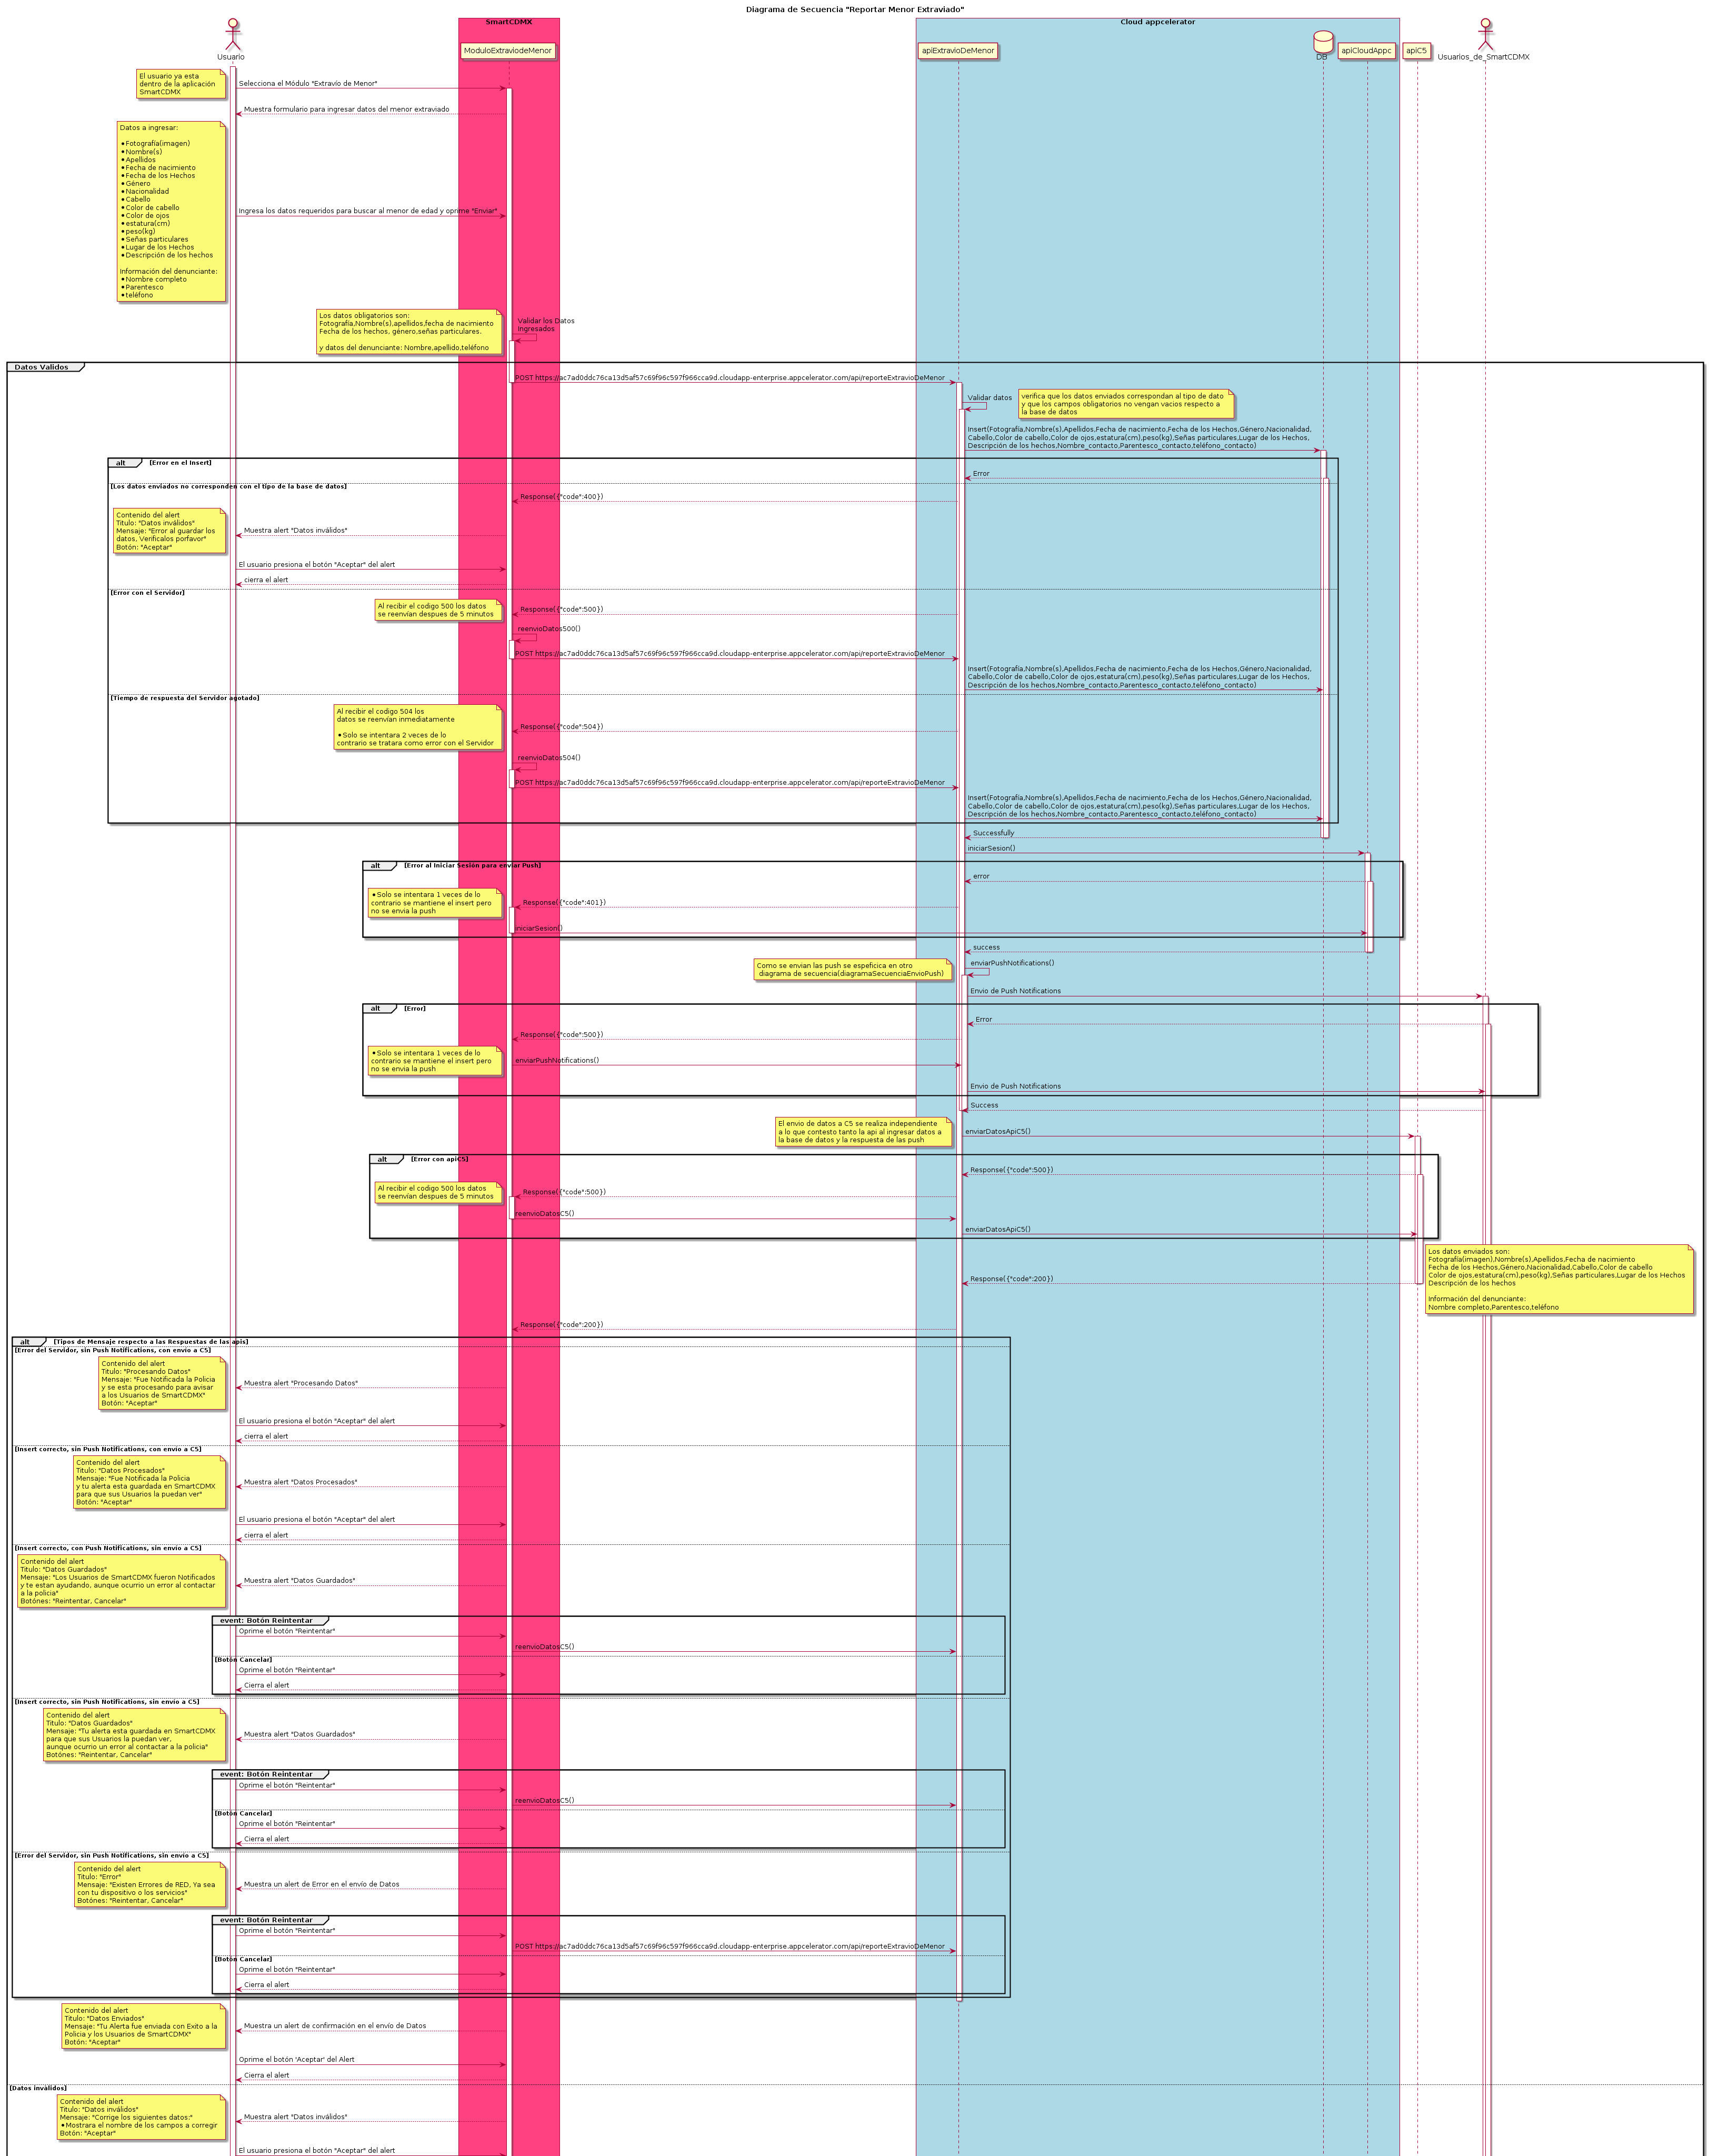 Diagrama de Secuencia "Reportar Menor Extraviado"
SmartCDMX
Cloud appcelerator
Usuario
ModuloExtraviodeMenor
apiExtravioDeMenor
DB
apiCloudAppc
apiC5
Usuarios_de_SmartCDMX
El usuario ya esta
dentro de la aplicación
SmartCDMX
Selecciona el Módulo "Extravío de Menor"
Muestra formulario para ingresar datos del menor extraviado
Datos a ingresar:
•Fotografía(imagen)
•Nombre(s)
•Apellidos
•Fecha de nacimiento
•Fecha de los Hechos
•Género
•Nacionalidad
•Cabello
•Color de cabello
•Color de ojos
•estatura(cm)
•peso(kg)
•Señas particulares
•Lugar de los Hechos
•Descripción de los hechos
Información del denunciante:
•Nombre completo
•Parentesco
•teléfono
Ingresa los datos requeridos para buscar al menor de edad y oprime "Enviar"
Los datos obligatorios son:
Fotografía,Nombre(s),apellidos,fecha de nacimiento
Fecha de los hechos, género,señas particulares.
y datos del denunciante: Nombre,apellido,teléfono
Validar los Datos
Ingresados
Datos Validos
POST https://ac7ad0ddc76ca13d5af57c69f96c597f966cca9d.cloudapp-enterprise.appcelerator.com/api/reporteExtravioDeMenor
Validar datos
verifica que los datos enviados correspondan al tipo de dato
y que los campos obligatorios no vengan vacios respecto a
la base de datos
Insert(Fotografía,Nombre(s),Apellidos,Fecha de nacimiento,Fecha de los Hechos,Género,Nacionalidad,
Cabello,Color de cabello,Color de ojos,estatura(cm),peso(kg),Señas particulares,Lugar de los Hechos,
Descripción de los hechos,Nombre_contacto,Parentesco_contacto,teléfono_contacto)
alt [Error en el Insert]
Error
[Los datos enviados no corresponden con el tipo de la base de datos]
Response({"code":400})
Contenido del alert
Titulo: "Datos inválidos"
Mensaje: "Error al guardar los
datos, Verificalos porfavor"
Botón: "Aceptar"
Muestra alert "Datos inválidos"
El usuario presiona el botón "Aceptar" del alert
cierra el alert
[Error con el Servidor]
Al recibir el codigo 500 los datos
se reenvían despues de 5 minutos
Response({"code":500})
reenvioDatos500()
POST https://ac7ad0ddc76ca13d5af57c69f96c597f966cca9d.cloudapp-enterprise.appcelerator.com/api/reporteExtravioDeMenor
Insert(Fotografía,Nombre(s),Apellidos,Fecha de nacimiento,Fecha de los Hechos,Género,Nacionalidad,
Cabello,Color de cabello,Color de ojos,estatura(cm),peso(kg),Señas particulares,Lugar de los Hechos,
Descripción de los hechos,Nombre_contacto,Parentesco_contacto,teléfono_contacto)
[Tiempo de respuesta del Servidor agotado]
Al recibir el codigo 504 los
datos se reenvían inmediatamente
•Solo se intentara 2 veces de lo
contrario se tratara como error con el Servidor
Response({"code":504})
reenvioDatos504()
POST https://ac7ad0ddc76ca13d5af57c69f96c597f966cca9d.cloudapp-enterprise.appcelerator.com/api/reporteExtravioDeMenor
Insert(Fotografía,Nombre(s),Apellidos,Fecha de nacimiento,Fecha de los Hechos,Género,Nacionalidad,
Cabello,Color de cabello,Color de ojos,estatura(cm),peso(kg),Señas particulares,Lugar de los Hechos,
Descripción de los hechos,Nombre_contacto,Parentesco_contacto,teléfono_contacto)
Successfully
iniciarSesion()
alt [Error al Iniciar Sesión para enviar Push]
error
•Solo se intentara 1 veces de lo
contrario se mantiene el insert pero
no se envia la push
Response({"code":401})
iniciarSesion()
success
Como se envian las push se espeficica en otro
diagrama de secuencia(diagramaSecuenciaEnvioPush)
enviarPushNotifications()
Envio de Push Notifications
alt [Error]
Error
Response({"code":500})
•Solo se intentara 1 veces de lo
contrario se mantiene el insert pero
no se envia la push
enviarPushNotifications()
Envio de Push Notifications
Success
El envio de datos a C5 se realiza independiente
a lo que contesto tanto la api al ingresar datos a
la base de datos y la respuesta de las push
enviarDatosApiC5()
alt [Error con apiC5]
Response({"code":500})
Al recibir el codigo 500 los datos
se reenvían despues de 5 minutos
Response({"code":500})
reenvioDatosC5()
enviarDatosApiC5()
Los datos enviados son:
Fotografía(imagen),Nombre(s),Apellidos,Fecha de nacimiento
Fecha de los Hechos,Género,Nacionalidad,Cabello,Color de cabello
Color de ojos,estatura(cm),peso(kg),Señas particulares,Lugar de los Hechos
Descripción de los hechos
Información del denunciante:
Nombre completo,Parentesco,teléfono
Response({"code":200})
Response({"code":200})
alt [Tipos de Mensaje respecto a las Respuestas de las apis]
[Error del Servidor, sin Push Notifications, con envío a C5]
Contenido del alert
Titulo: "Procesando Datos"
Mensaje: "Fue Notificada la Policia
y se esta procesando para avisar
a los Usuarios de SmartCDMX"
Botón: "Aceptar"
Muestra alert "Procesando Datos"
El usuario presiona el botón "Aceptar" del alert
cierra el alert
[Insert correcto, sin Push Notifications, con envío a C5]
Contenido del alert
Titulo: "Datos Procesados"
Mensaje: "Fue Notificada la Policia
y tu alerta esta guardada en SmartCDMX
para que sus Usuarios la puedan ver"
Botón: "Aceptar"
Muestra alert "Datos Procesados"
El usuario presiona el botón "Aceptar" del alert
cierra el alert
[Insert correcto, con Push Notifications, sin envío a C5]
Contenido del alert
Titulo: "Datos Guardados"
Mensaje: "Los Usuarios de SmartCDMX fueron Notificados
y te estan ayudando, aunque ocurrio un error al contactar
a la policia"
Botónes: "Reintentar, Cancelar"
Muestra alert "Datos Guardados"
event: Botón Reintentar
Oprime el botón "Reintentar"
reenvioDatosC5()
[Botón Cancelar]
Oprime el botón "Reintentar"
Cierra el alert
[Insert correcto, sin Push Notifications, sin envío a C5]
Contenido del alert
Titulo: "Datos Guardados"
Mensaje: "Tu alerta esta guardada en SmartCDMX
para que sus Usuarios la puedan ver,
aunque ocurrio un error al contactar a la policia"
Botónes: "Reintentar, Cancelar"
Muestra alert "Datos Guardados"
event: Botón Reintentar
Oprime el botón "Reintentar"
reenvioDatosC5()
[Botón Cancelar]
Oprime el botón "Reintentar"
Cierra el alert
[Error del Servidor, sin Push Notifications, sin envío a C5]
Contenido del alert
Titulo: "Error"
Mensaje: "Existen Errores de RED, Ya sea
con tu dispositivo o los servicios"
Botónes: "Reintentar, Cancelar"
Muestra un alert de Error en el envío de Datos
event: Botón Reintentar
Oprime el botón "Reintentar"
POST https://ac7ad0ddc76ca13d5af57c69f96c597f966cca9d.cloudapp-enterprise.appcelerator.com/api/reporteExtravioDeMenor
[Botón Cancelar]
Oprime el botón "Reintentar"
Cierra el alert
Contenido del alert
Titulo: "Datos Enviados"
Mensaje: "Tu Alerta fue enviada con Exito a la
Policia y los Usuarios de SmartCDMX"
Botón: "Aceptar"
Muestra un alert de confirmación en el envío de Datos
Oprime el botón 'Aceptar' del Alert
Cierra el alert
[Datos inválidos]
Contenido del alert
Titulo: "Datos inválidos"
Mensaje: "Corrige los siguientes datos:"
•Mostrara el nombre de los campos a corregir
Botón: "Aceptar"
Muestra alert "Datos inválidos"
El usuario presiona el botón "Aceptar" del alert